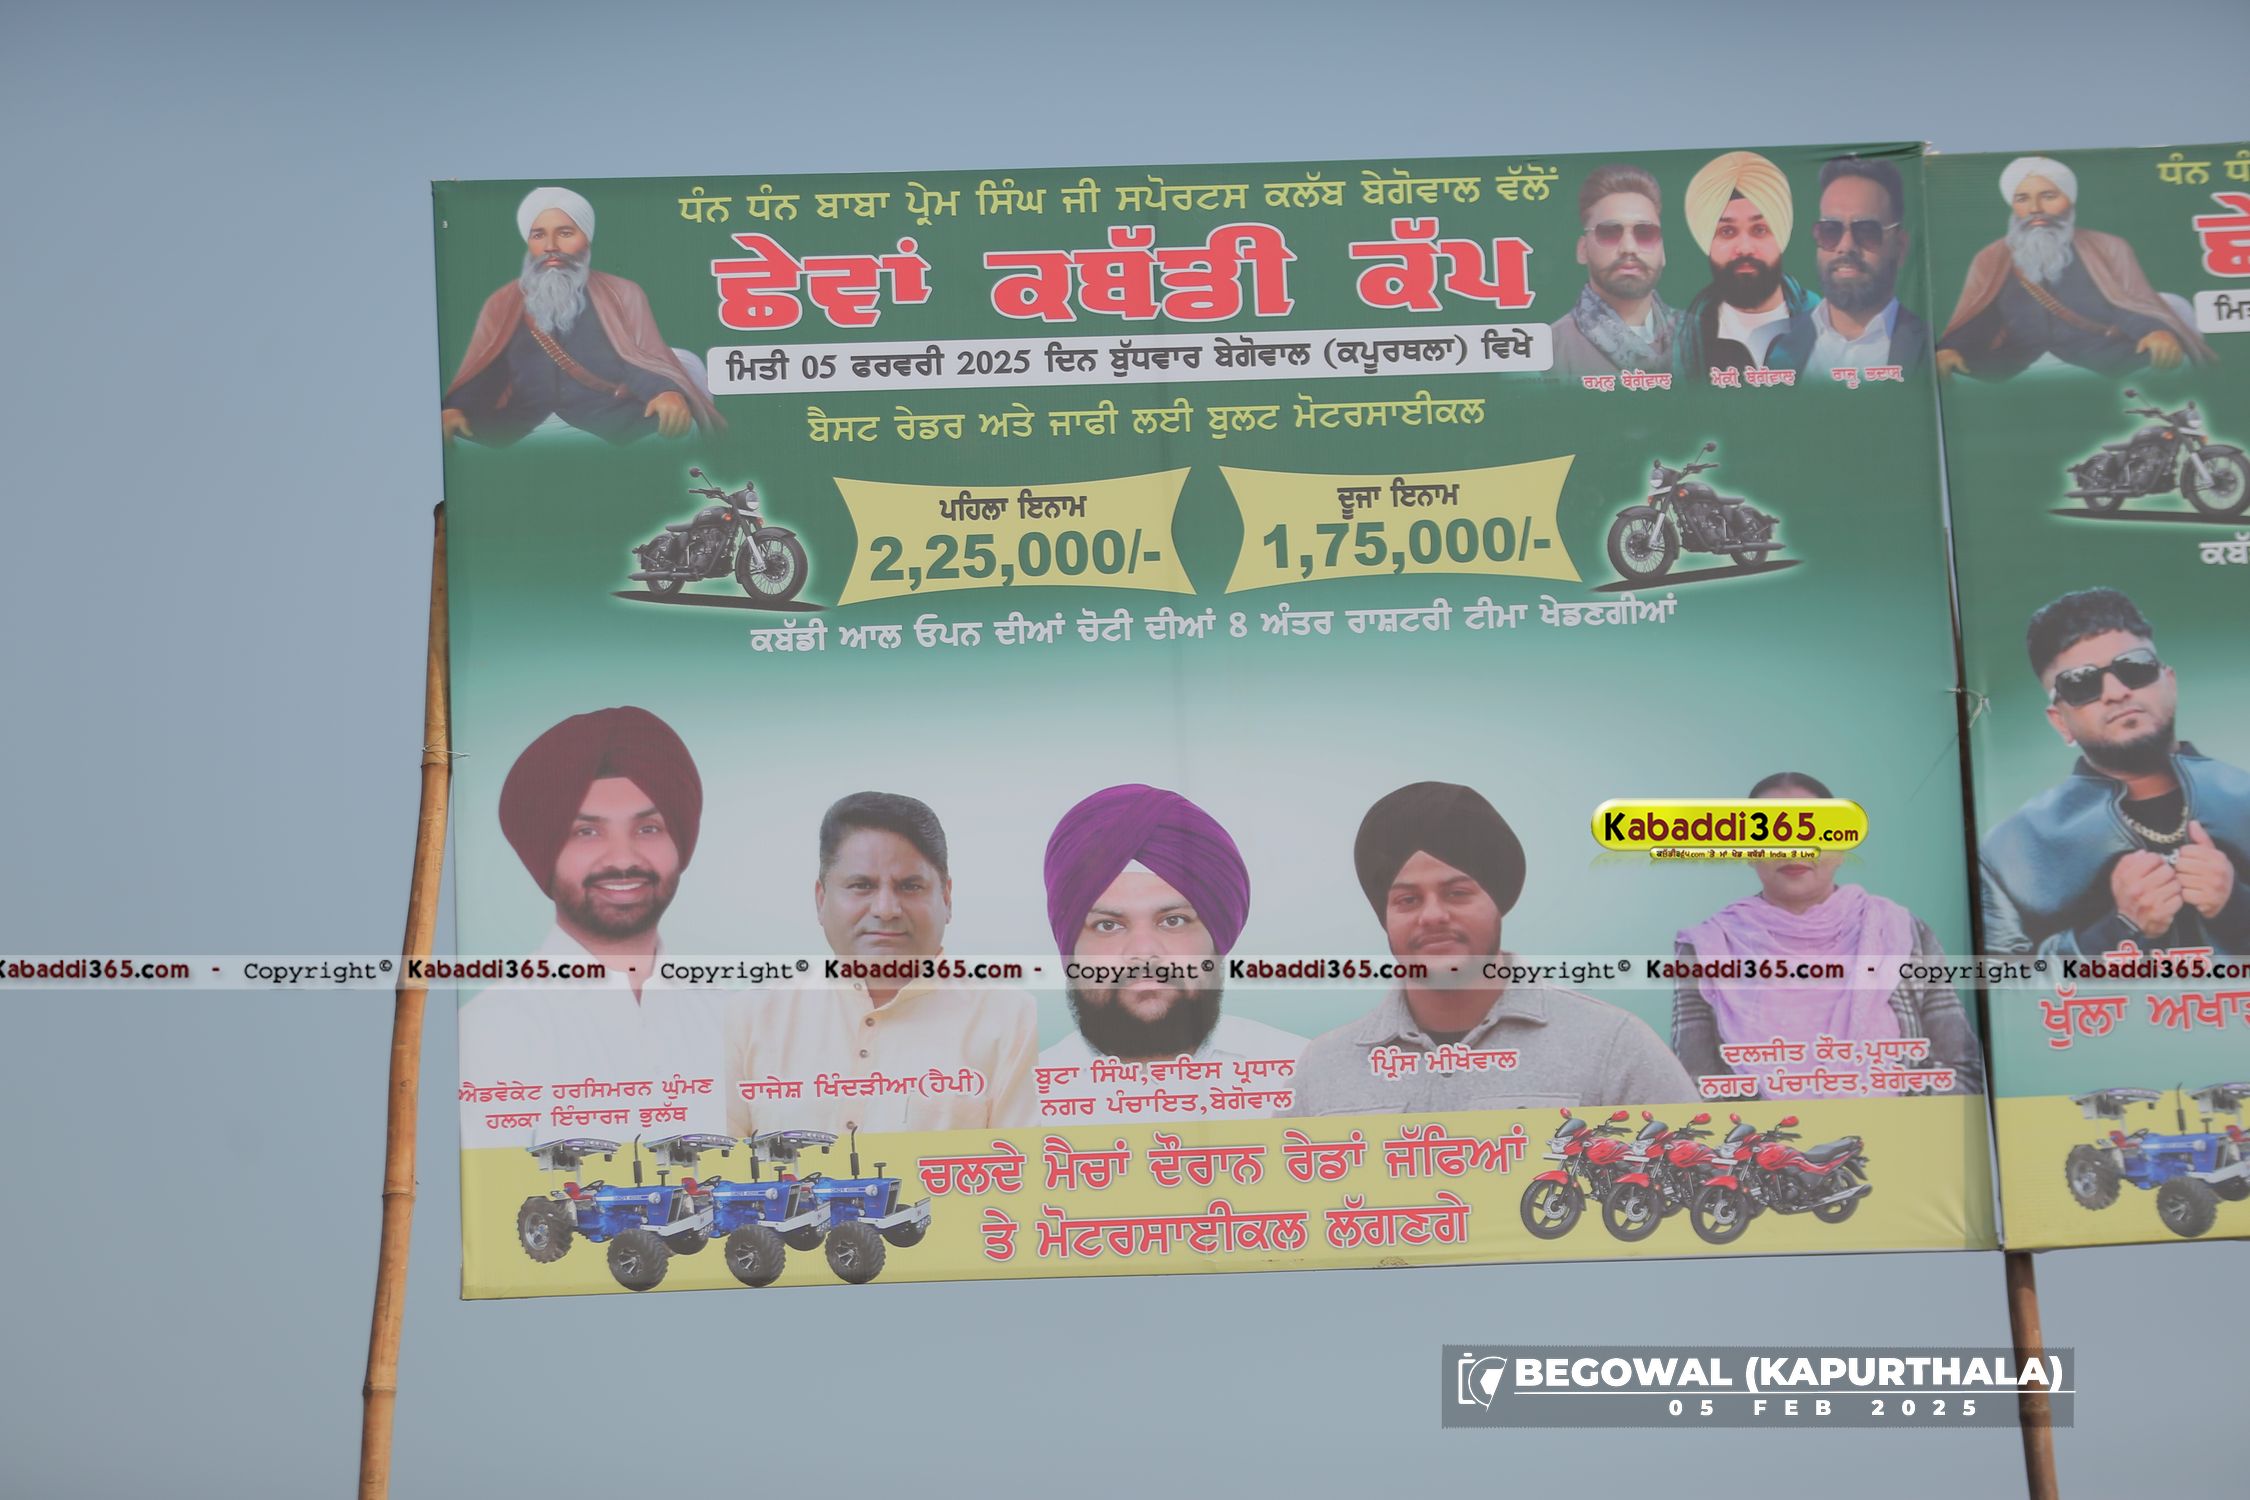 ਧੰਨ ਧੰਨ ਬਾਬਾ ਪ੍ਰੇਮ ਸਿੰਘ ਜੀ ਸਪੋਰਟਸ ਕਲੱਬ ਬੇਗੋਵਾਲ ਵੱਲੋਂ
ਛੇਵਾਂ ਕਬੱਡੀ ਕੱਪ
ਮਿਤੀ 05 ਫਰਵਰੀ 2025 ਦਿਨ ਬੁੱਧਵਾਰ ਬੇਗੋਵਾਲ (ਕਪੂਰਥਲਾ) ਵਿਖੇ
ਰਮਨ ਬੇਗੋਵਾਲ
ਮੇਕੀ ਬੇਗੋਵਾਲ
ਰਾਜੂ ਭਦਾਸ
ਬੈਸਟ ਰੇਡਰ ਅਤੇ ਜਾਫੀ ਲਈ ਬੁਲਟ ਮੋਟਰਸਾਈਕਲ
ਪਹਿਲਾ ਇਨਾਮ
2,25,000/-
ਦੂਜਾ ਇਨਾਮ
1,75,000/-
ਕਬੱਡੀ ਆਲ ਓਪਨ ਦੀਆਂ ਚੋਟੀ ਦੀਆਂ 8 ਅੰਤਰ ਰਾਸ਼ਟਰੀ ਟੀਮਾ ਖੇਡਣਗੀਆਂ
Kabaddi365.com
Kabaddi365.com - Copyright© Kabaddi365.com - Copyright© Kabaddi365.com - Copyright© Kabaddi365.com - Copyright© Kabaddi365.com - Copyright© Kabaddi365.com
ਐਡਵੋਕੇਟ ਹਰਸਿਮਰਨ ਘੁੰਮਣ
ਹਲਕਾ ਇੰਚਾਰਜ ਭੁਲੱਥ
ਰਾਜੇਸ਼ ਖਿੰਦੜੀਆ(ਹੈਪੀ)
ਬੂਟਾ ਸਿੰਘ,ਵਾਇਸ ਪ੍ਰਧਾਨ
ਨਗਰ ਪੰਚਾਇਤ,ਬੇਗੋਵਾਲ
ਪ੍ਰਿੰਸ ਮੀਖੋਵਾਲ
ਦਲਜੀਤ ਕੌਰ,ਪ੍ਰਧਾਨ
ਨਗਰ ਪੰਚਾਇਤ,ਬੇਗੋਵਾਲ
ਚਲਦੇ ਮੈਚਾਂ ਦੌਰਾਨ ਰੇਡਾਂ ਜੱਫਿਆਂ
ਤੇ ਮੋਟਰਸਾਈਕਲ ਲੱਗਣਗੇ
ਧੰਨ
ਖੁੱਲਾ
BEGOWAL (KAPURTHALA)
05 FEB 2025